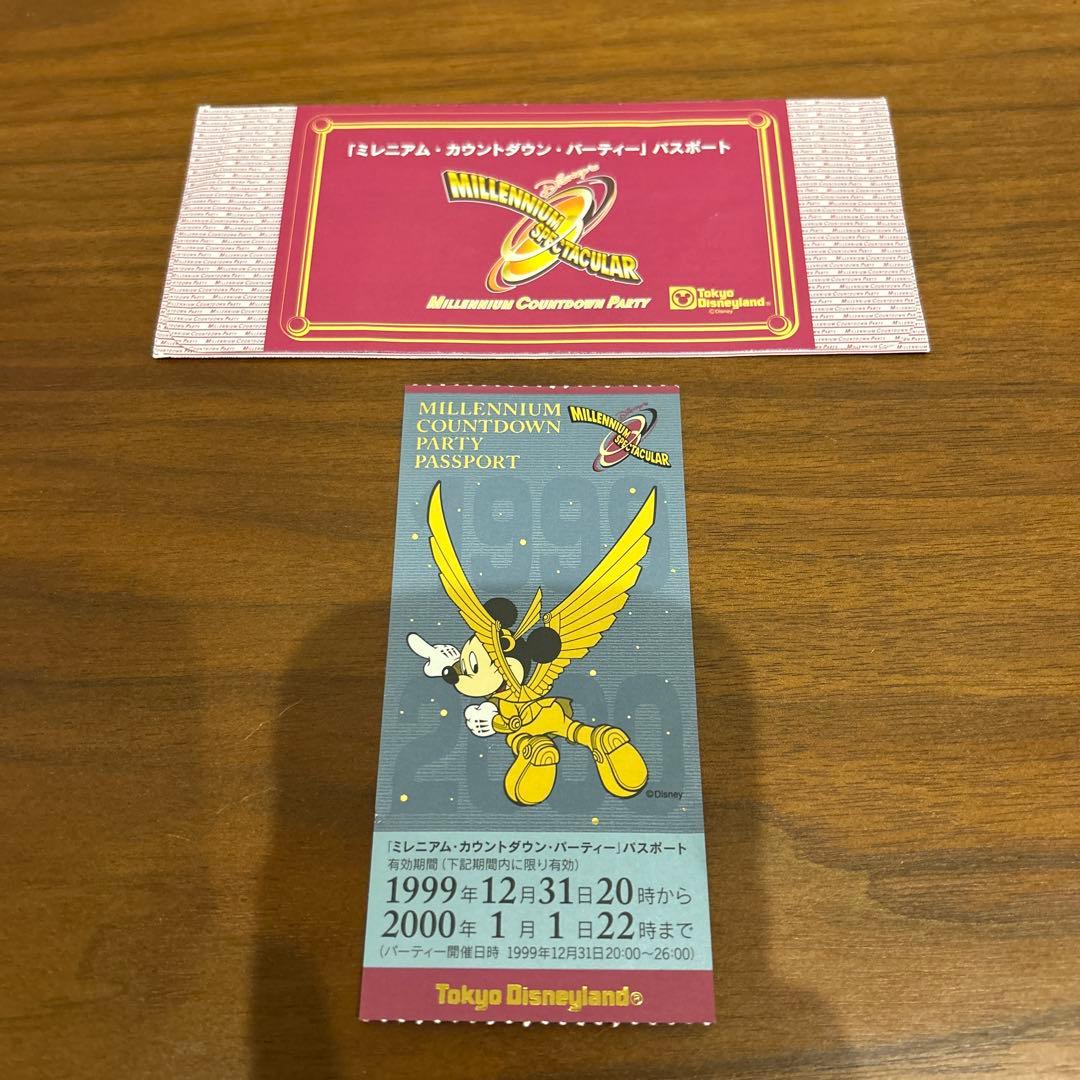 「ミレニアム・カウントダウン・パーティー」パスポート
Disney's
MILLENNIUM
SPECTACULAR
MILLENNIUM COUNTDOWN PARTY
Tokyo
Disneyland®
©Disney
MILLENNIUM
COUNTDOWN
PARTY
PASSPORT
Disney's
MILLENNIUM
SPECTACULAR
1999
2000
©Disney
「ミレニアム・カウントダウン・パーティー」パスポート
有効期間(下記期間内に限り有効)
1999年12月31日20時から
2000年 1月 1日22時まで
(パーティー開催日時 1999年12月31日20:00〜26:00)
Tokyo Disneyland®